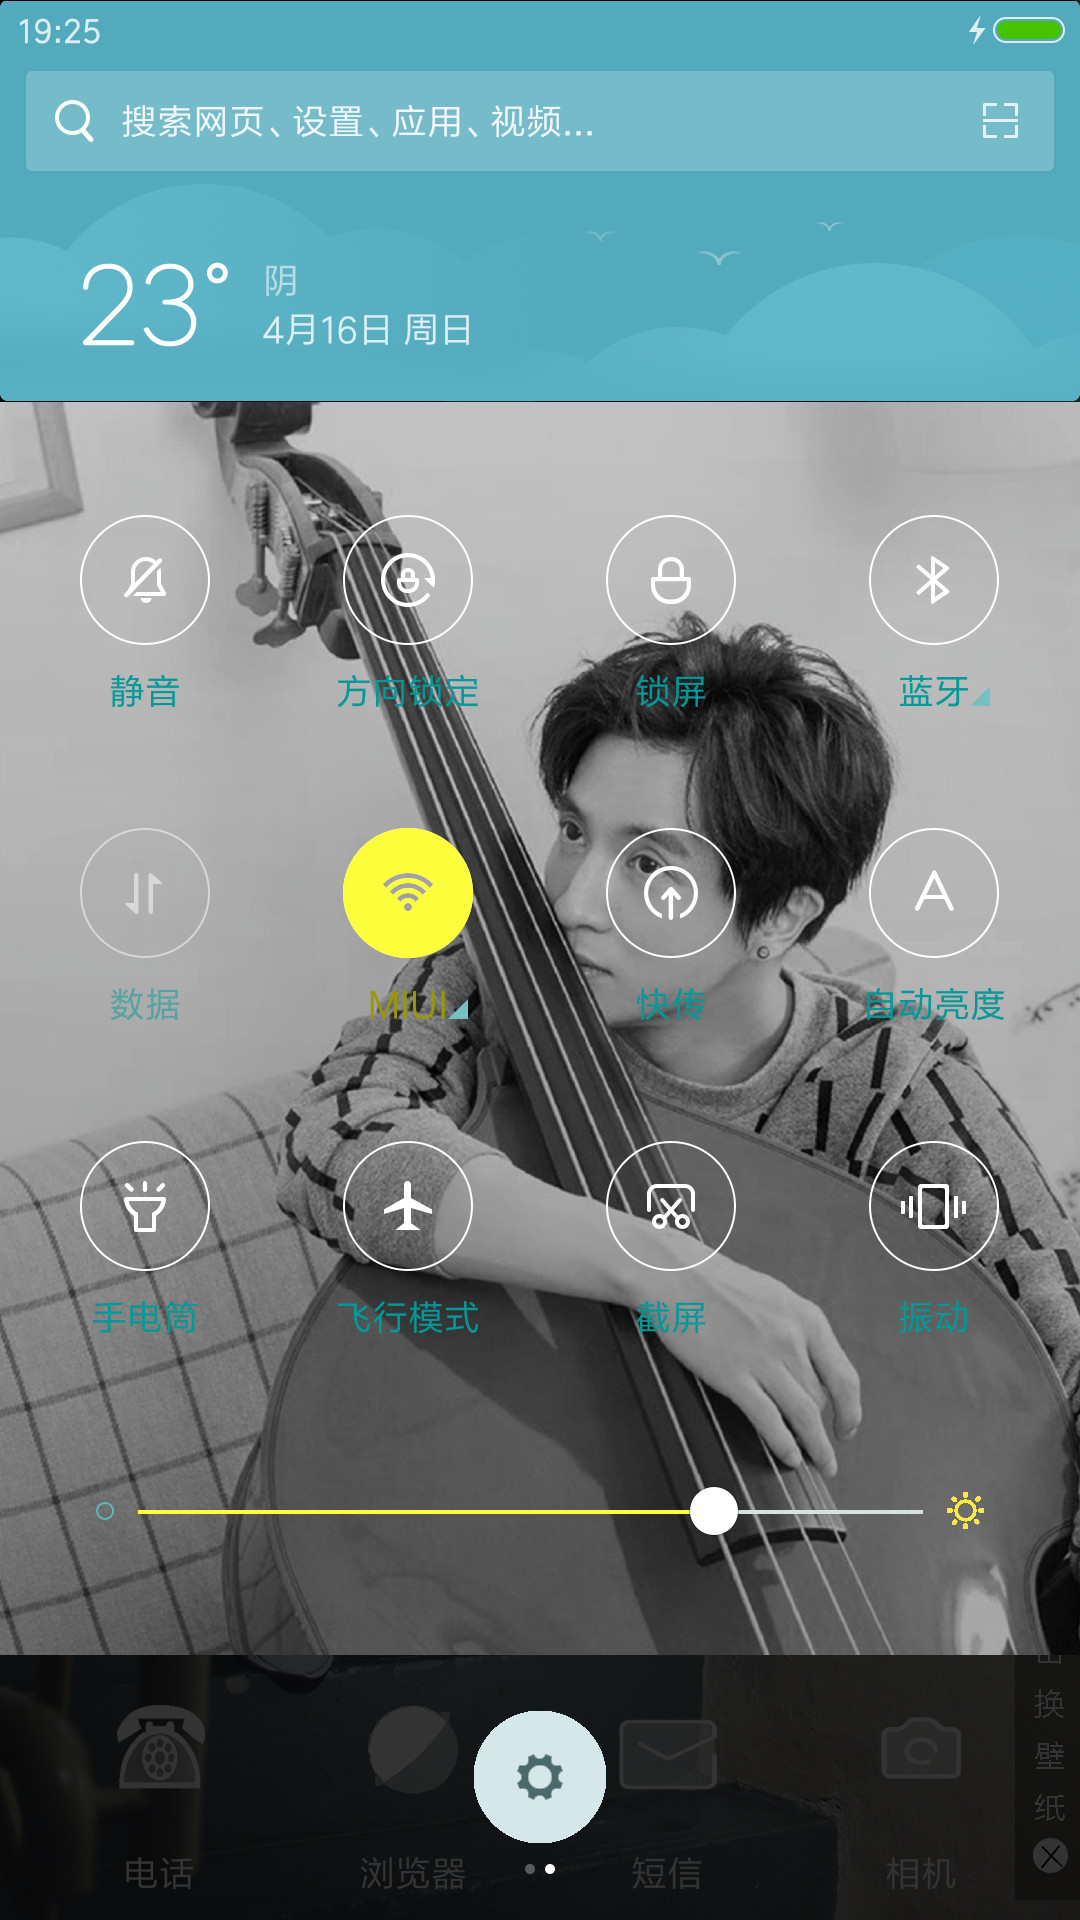 19:25
搜索网页、设置、应用、视频...
23°
阴
4月16日 周日
静音
方向锁定
锁屏
蓝牙
数据
MIUI
快传
自动亮度
手电筒
飞行模式
截屏
振动
换
壁
纸
电话
浏览器
短信
相机